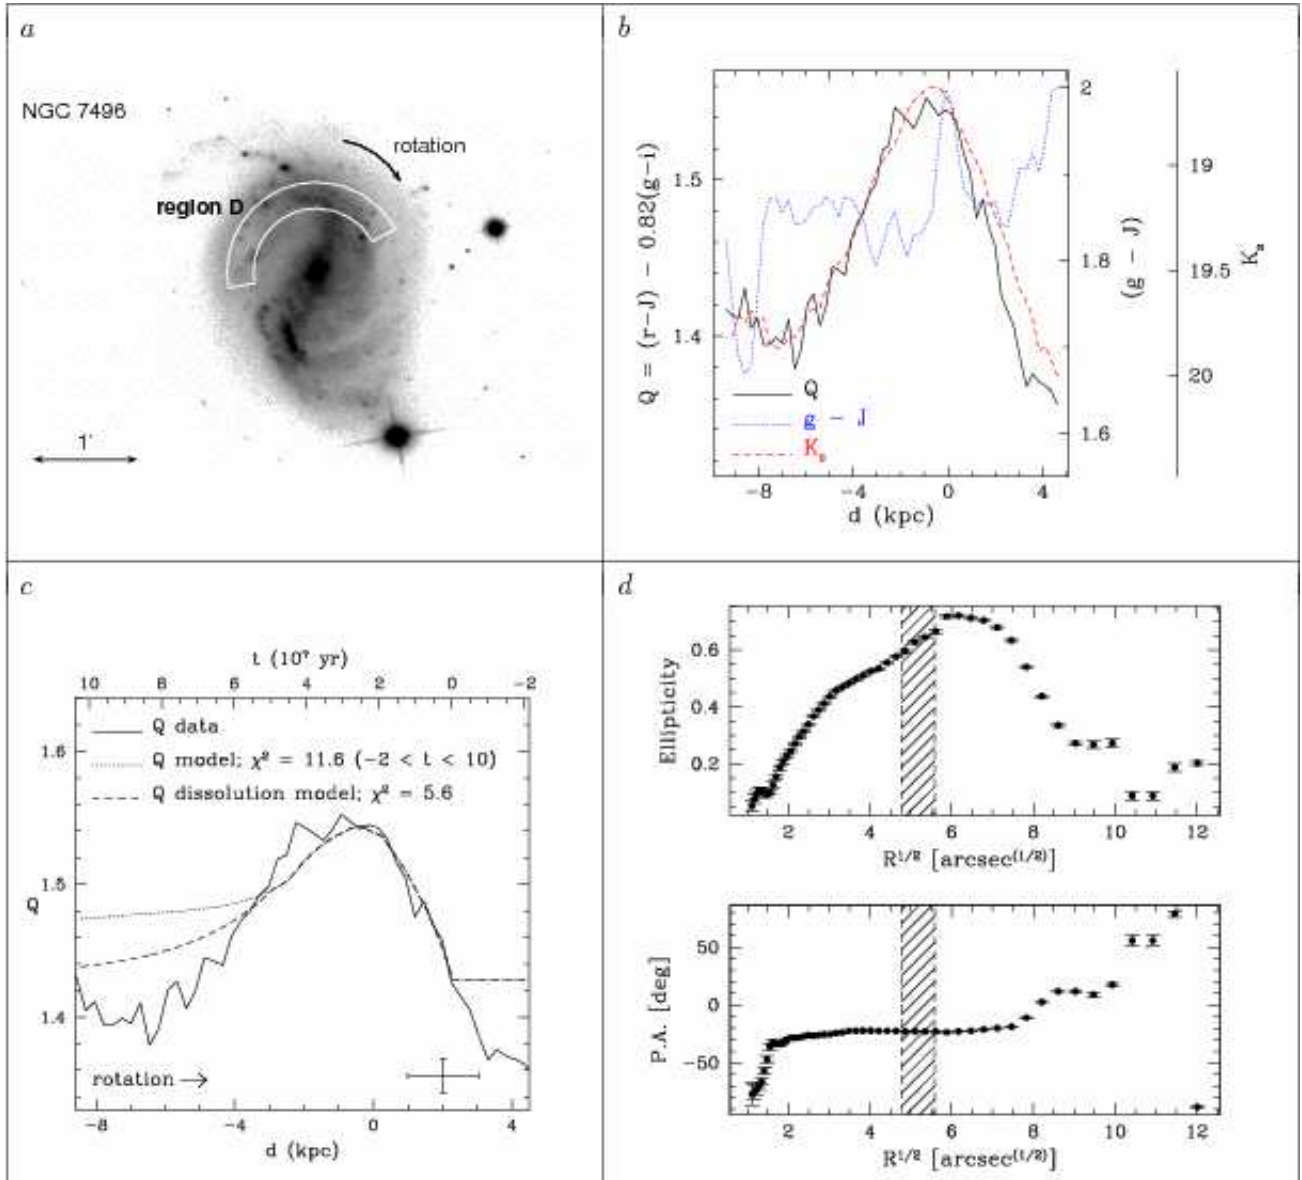 a
NGC 7496
rotation
region D
1'
b
Q = (r-J) - 0.82(g-i)
1.5
1.4
2
1.8
1.6
(g - J)
19
19.5
20
K_s
Q
g - J
K_s
-8 -4 0 4
d (kpc)
c
t (10⁷ yr)
10 8 6 4 2 0 -2
Q data
Q model; χ² = 11.6 (-2 < t < 10)
Q dissolution model; χ² = 5.6
1.6
1.5
1.4
Q
rotation →
-8 -4 0 4
d (kpc)
d
Ellipticity
0.6
0.4
0.2
2 4 6 8 10 12
R^1/2 [arcsec^(1/2)]
P.A. [deg]
50
0
-50
2 4 6 8 10 12
R^1/2 [arcsec^(1/2)]